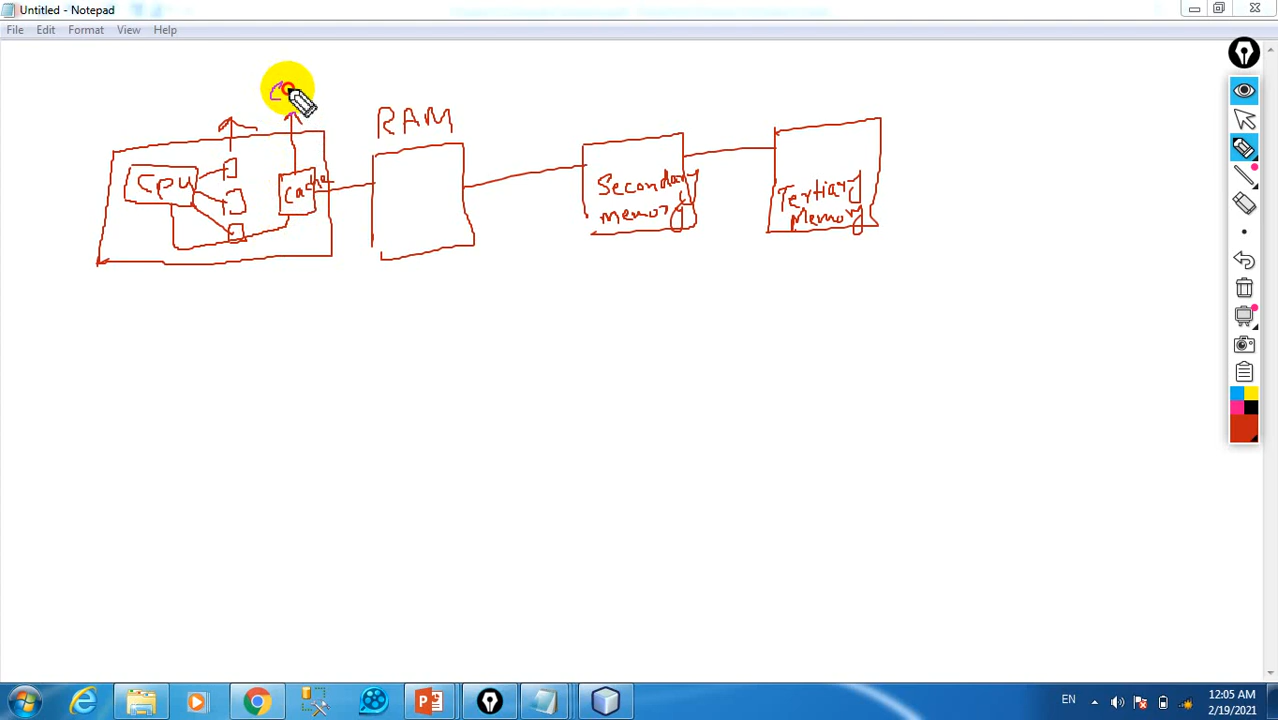 Untitled - Notepad
File Edit Format View Help
RAM
Cpu
Cache
Secondary
memory
Tertiary
Memory
EN
12:05 AM
2/19/2021